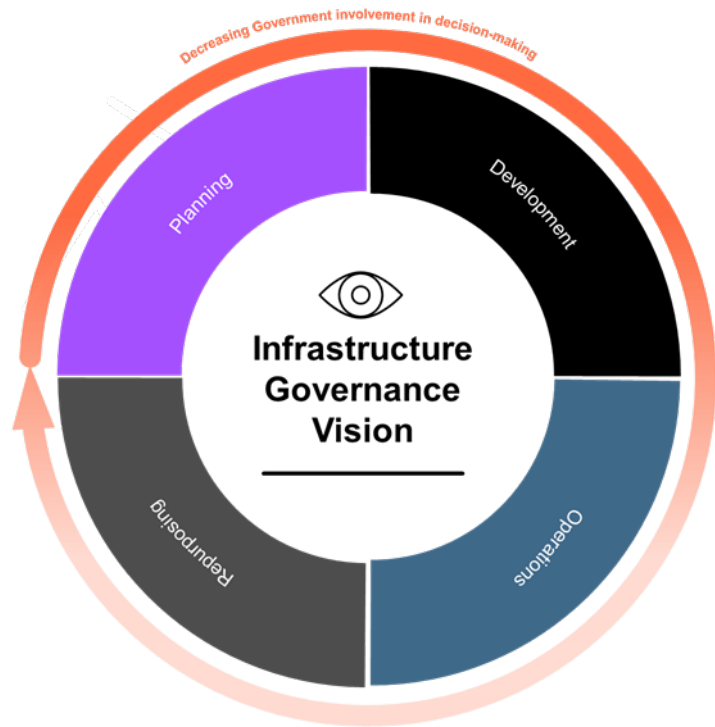 Decreasing Government involvement in decision-making
Planning
Development
Infrastructure
Governance
Vision
Repurposing
Operations